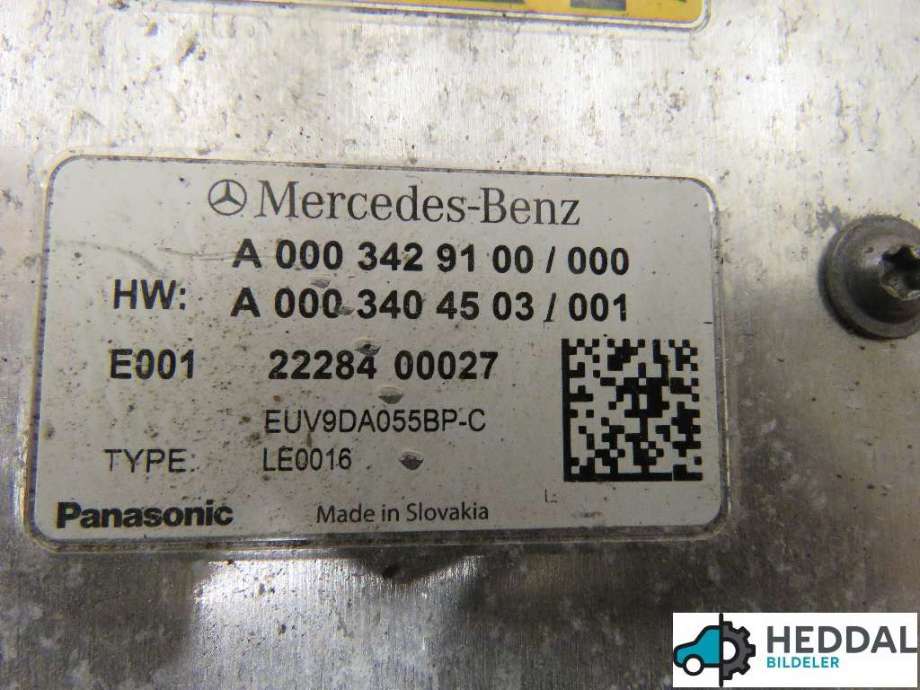 Mercedes-Benz
A 000 342 91 00 / 000
HW: A 000 340 45 03 / 001
E001 22284 00027
EUV9DA055BP-C
TYPE: LE0016
Panasonic Made in Slovakia
HEDDAL
BILDELER